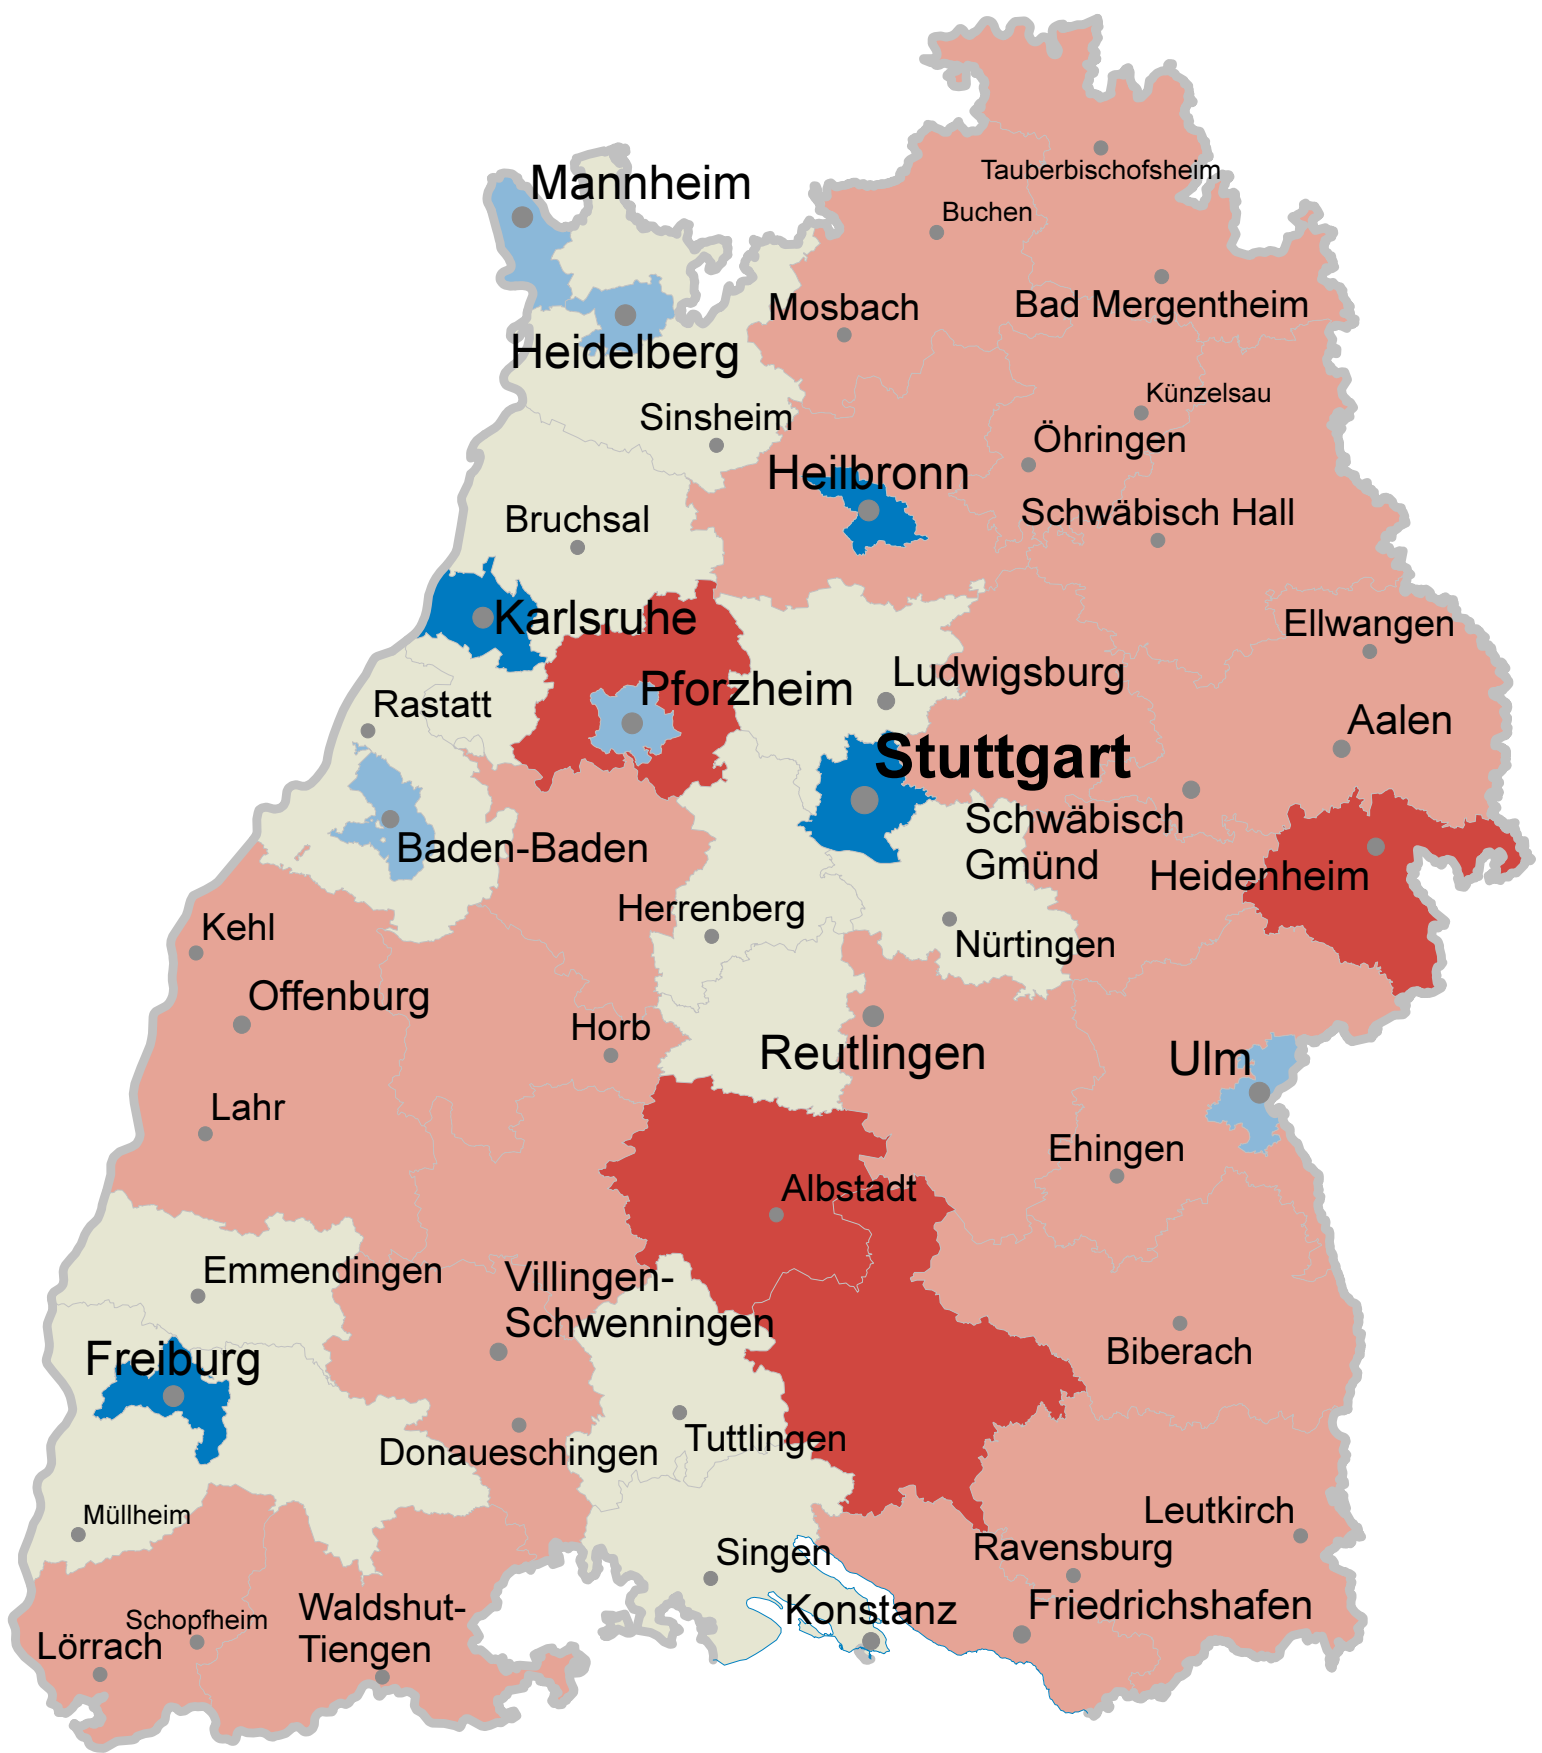 Mannheim
Tauberbischofsheim
Buchen
Mosbach
Bad Mergentheim
Heidelberg
Künzelsau
Sinsheim
Öhringen
Heilbronn
Bruchsal
Schwäbisch Hall
Karlsruhe
Ellwangen
Ludwigsburg
Pforzheim
Rastatt
Aalen
Stuttgart
Schwäbisch
Gmünd
Baden-Baden
Heidenheim
Herrenberg
Kehl
Nürtingen
Offenburg
Horb
Reutlingen
Ulm
Lahr
Ehingen
Albstadt
Emmendingen
Villingen-
Schwenningen
Biberach
Freiburg
Tuttlingen
Donaueschingen
Müllheim
Leutkirch
Ravensburg
Singen
Friedrichshafen
Konstanz
Waldshut-
Tiengen
Schopfheim
Lörrach